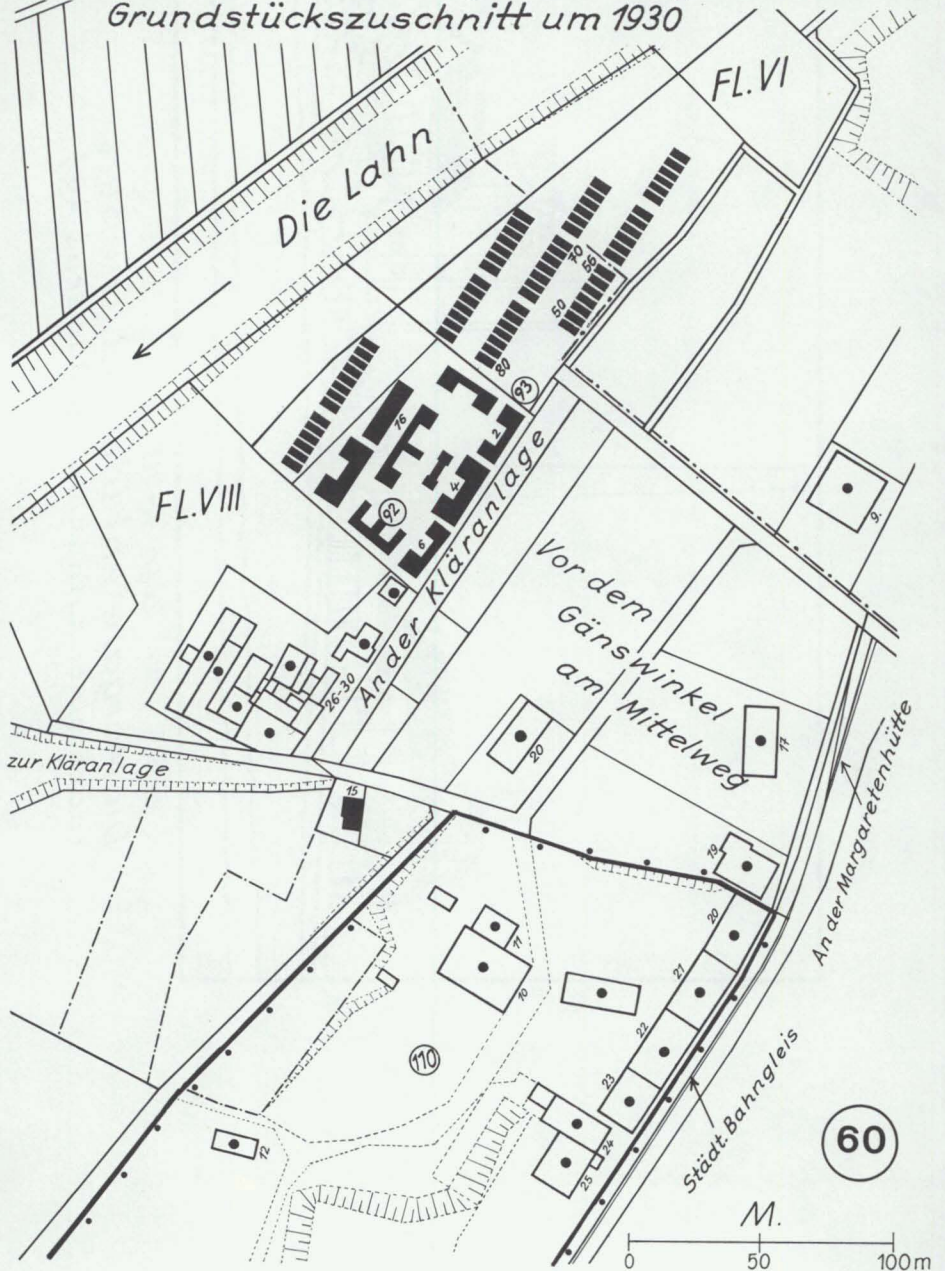 Grundstückszuschnitt um 1930
FL. VI
Die Lahn
70
56
50
80
93
16
2
4
92
6
FL. VIII
9.
An der Kläranlage
Vor dem
Gänswinkel
am
Mittelweg
26-30
20
17
zur Kläranlage
15
19
An der Margaretenhütte
20
11
21
10
22
110
23
Städt. Bahngleis
60
12
24
25
M.
0 50 100m